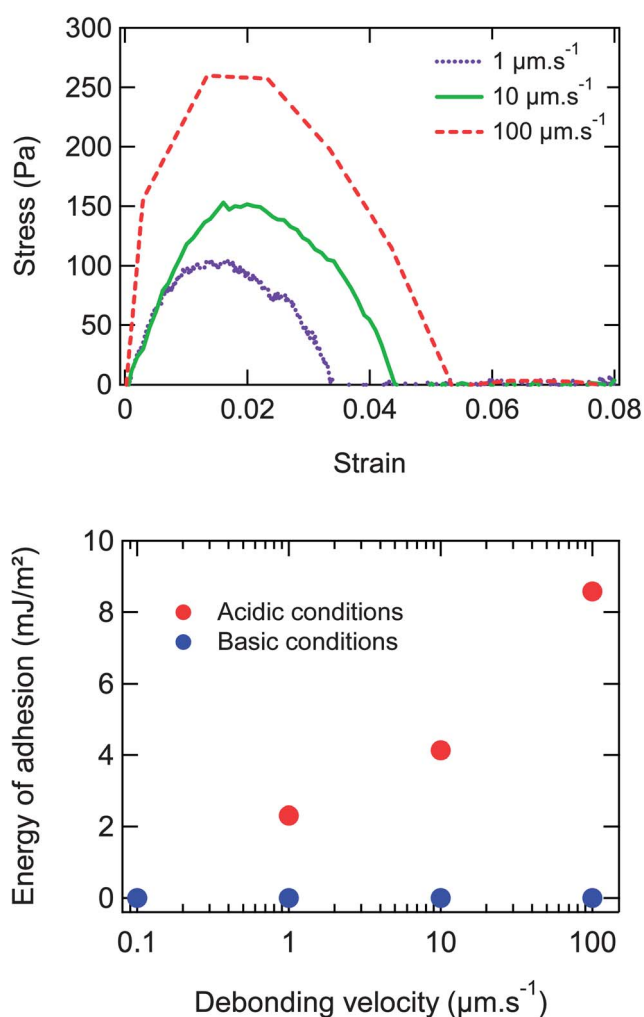 300
250
200
150
100
50
0
Stress (Pa)
1 µm.s⁻¹
10 µm.s⁻¹
100 µm.s⁻¹
0 0.02 0.04 0.06 0.08
Strain
10
8
6
4
2
0
Energy of adhesion (mJ/m²)
Acidic conditions
Basic conditions
0.1 1 10 100
Debonding velocity (µm.s⁻¹)